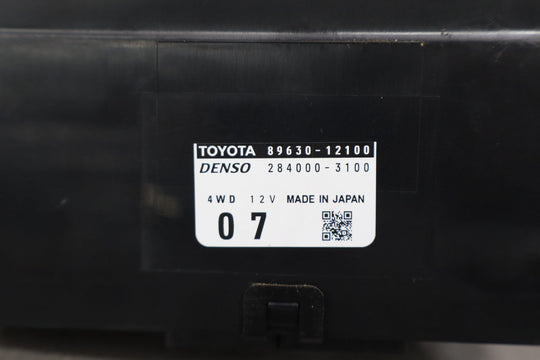 TOYOTA 89630-12100
DENSO 284000-3100
4WD 12V MADE IN JAPAN
07